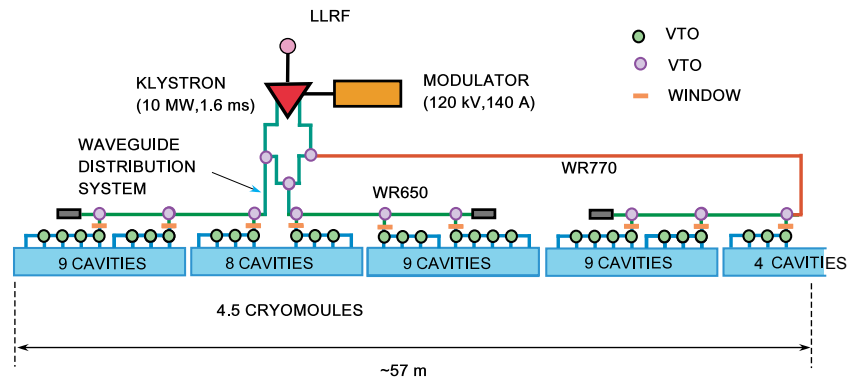 LLRF
VTO
VTO
WINDOW
KLYSTRON
(10 MW,1.6 ms)
MODULATOR
(120 kV,140 A)
WAVEGUIDE
DISTRIBUTION
SYSTEM
WR770
WR650
9 CAVITIES
8 CAVITIES
9 CAVITIES
9 CAVITIES
4 CAVITIES
4.5 CRYOMOULES
~57 m